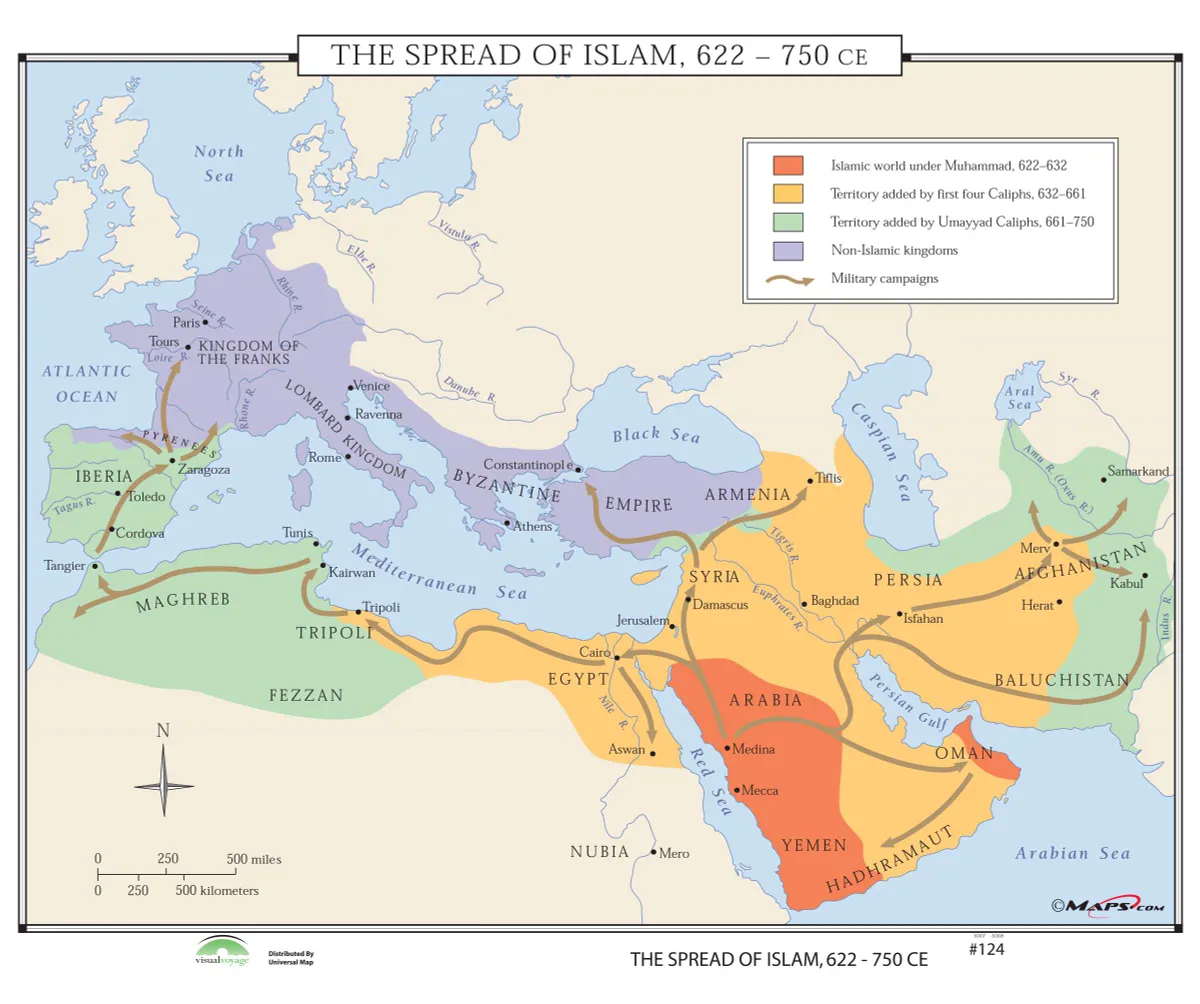 THE SPREAD OF ISLAM, 622 – 750 CE
North
Sea
Islamic world under Muhammad, 622–632
Territory added by first four Caliphs, 632–661
Territory added by Umayyad Caliphs, 661–750
Non-Islamic kingdoms
Military campaigns
Vistula R.
Elbe R.
Rhine R.
Seine R.
Paris
Tours
Loire R.
KINGDOM OF
THE FRANKS
ATLANTIC
OCEAN
Rhone R.
LOMBARD KINGDOM
Venice
Ravenna
Rome
Danube R.
Black Sea
Caspian Sea
Aral
Sea
Syr R.
Amu R. (Oxus R.)
Samarkand
PYRENEES
IBERIA
Zaragoza
Toledo
Tagus R.
Cordova
Constantinople
BYZANTINE EMPIRE
Athens
ARMENIA
Tiflis
Tangier
Tunis
Kairwan
Mediterranean Sea
MAGHREB
Tripoli
TRIPOLI
FEZZAN
SYRIA
Damascus
Jerusalem
Tigris R.
Euphrates R.
Baghdad
PERSIA
Isfahan
Merv
AFGHANISTAN
Kabul
Herat
Indus R.
BALUCHISTAN
Cairo
EGYPT
Nile R.
Aswan
ARABIA
Medina
Mecca
Red Sea
Persian Gulf
OMAN
YEMEN
HADHRAMAUT
Arabian Sea
NUBIA
Mero
N
0 250 500 miles
0 250 500 kilometers
©MAPS.COM
visualvoyage
Distributed By
Universal Map
THE SPREAD OF ISLAM, 622 - 750 CE
#124